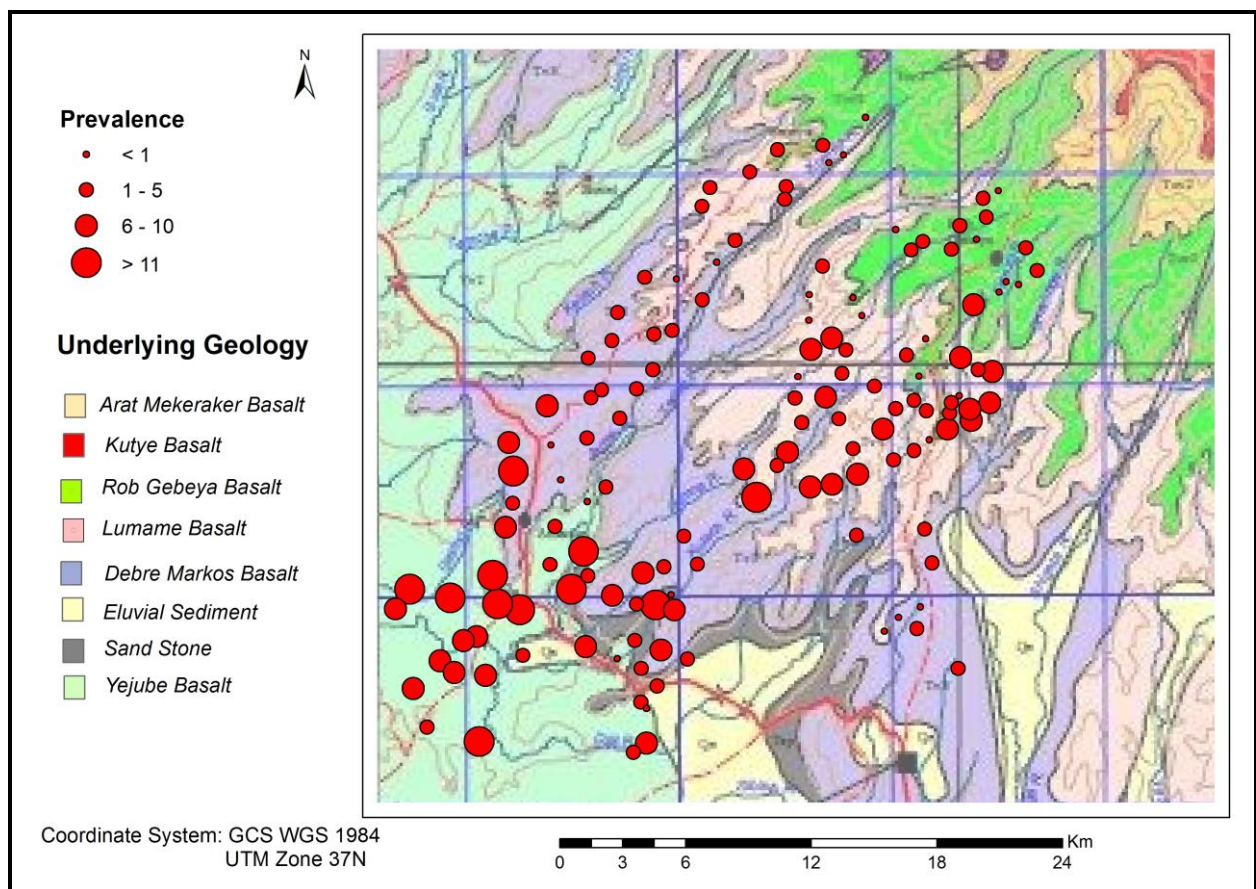 N
Prevalence
< 1
1 - 5
6 - 10
> 11
Underlying Geology
Arat Mekeraker Basalt
Kutye Basalt
Rob Gebeya Basalt
Lumame Basalt
Debre Markos Basalt
Eluvial Sediment
Sand Stone
Yejube Basalt
Coordinate System: GCS WGS 1984
UTM Zone 37N
Km
0 3 6 12 18 24